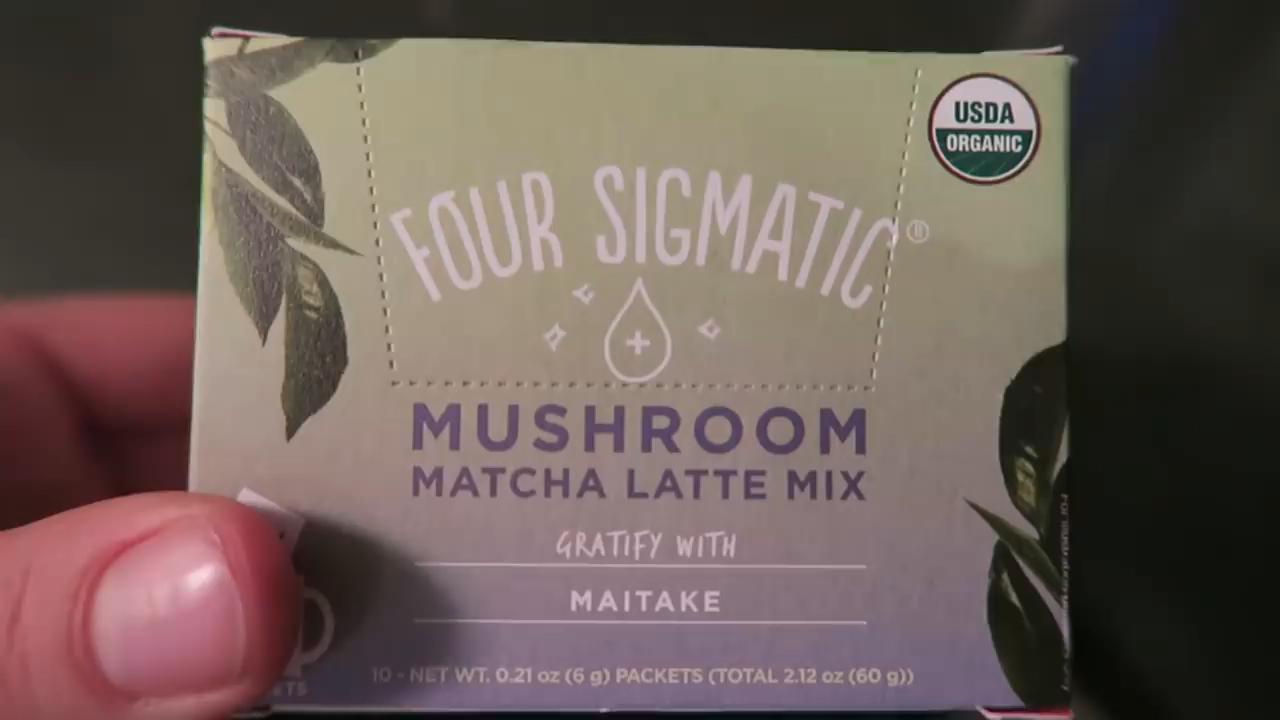 USDA
ORGANIC
FOUR SIGMATIC®
MUSHROOM
MATCHA LATTE MIX
GRATIFY WITH
MAITAKE
10 - NET WT. 0.21 oz (6 g) PACKETS (TOTAL 2.12 oz (60 g))